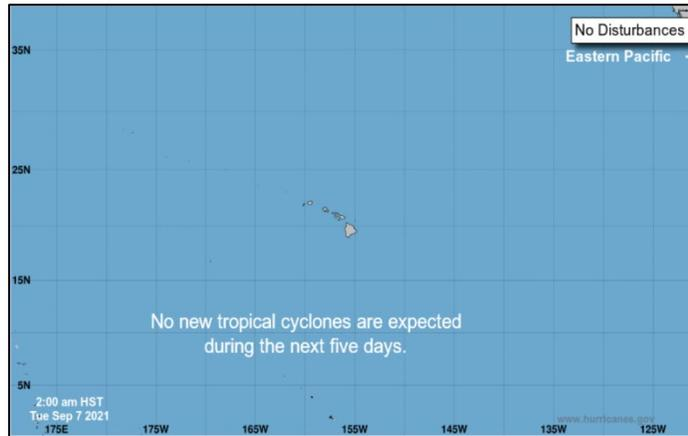 No Disturbances
Eastern Pacific
35N
25N
15N
No new tropical cyclones are expected
during the next five days.
5N
2:00 am HST
Tue Sep 7 2021
www.hurricanes.gov
175E 175W 165W 155W 145W 135W 125W